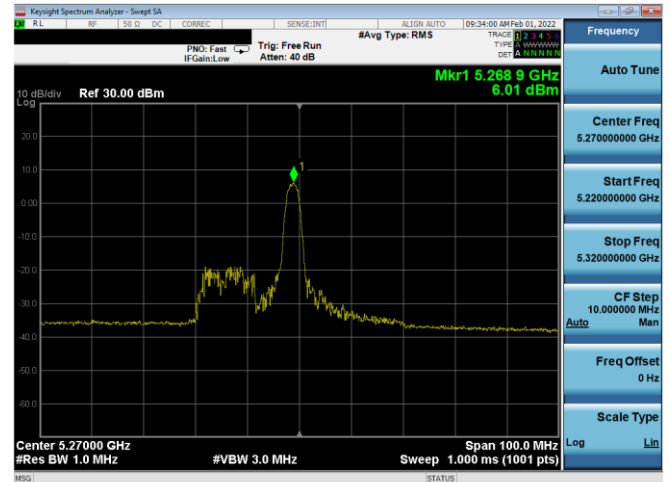 Keysight Spectrum Analyzer - Swept SA
LXI RL RF 50 Ω DC CORREC SENSE:INT ALIGN AUTO 09:34:00 AM Feb 01, 2022
PNO: Fast
IFGain:Low
Trig: Free Run
Atten: 40 dB
#Avg Type: RMS
TRACE 1 2 3 4 5 6
TYPE A WWWWW
DET A N N N N N
Mkr1 5.268 9 GHz
6.01 dBm
10 dB/div Ref 30.00 dBm
Log
20.0
10.0
0.00
-10.0
-20.0
-30.0
-40.0
-50.0
-60.0
1
Center 5.27000 GHz Span 100.0 MHz
#Res BW 1.0 MHz #VBW 3.0 MHz Sweep 1.000 ms (1001 pts)
MSG STATUS
Frequency
Auto Tune
Center Freq
5.270000000 GHz
Start Freq
5.220000000 GHz
Stop Freq
5.320000000 GHz
CF Step
10.000000 MHz
Auto Man
Freq Offset
0 Hz
Scale Type
Log Lin